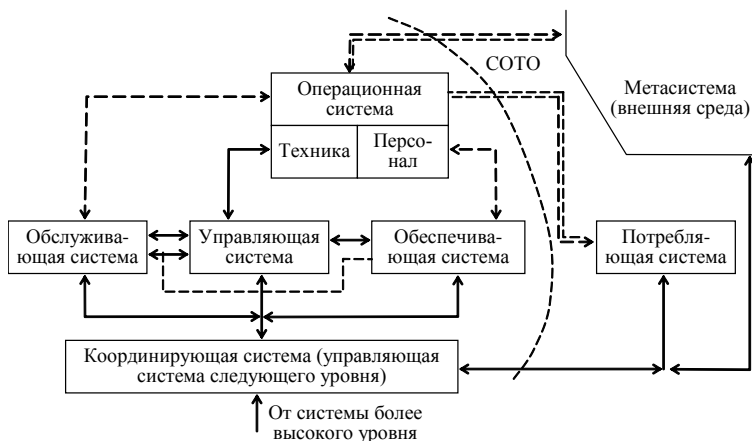 СОТО
Метасистема
(внешняя среда)
Операционная
система
Техника
Персо-
нал
Обслужива-
ющая система
Управляющая
система
Обеспечива-
ющая система
Потребля-
ющая система
Координирующая система (управляющая
система следующего уровня)
От системы более
высокого уровня